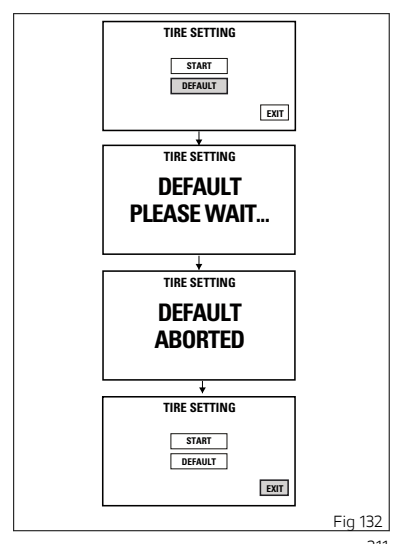 TIRE SETTING
START
DEFAULT
EXIT
TIRE SETTING
DEFAULT
PLEASE WAIT...
TIRE SETTING
DEFAULT
ABORTED
TIRE SETTING
START
DEFAULT
EXIT
Fig 132